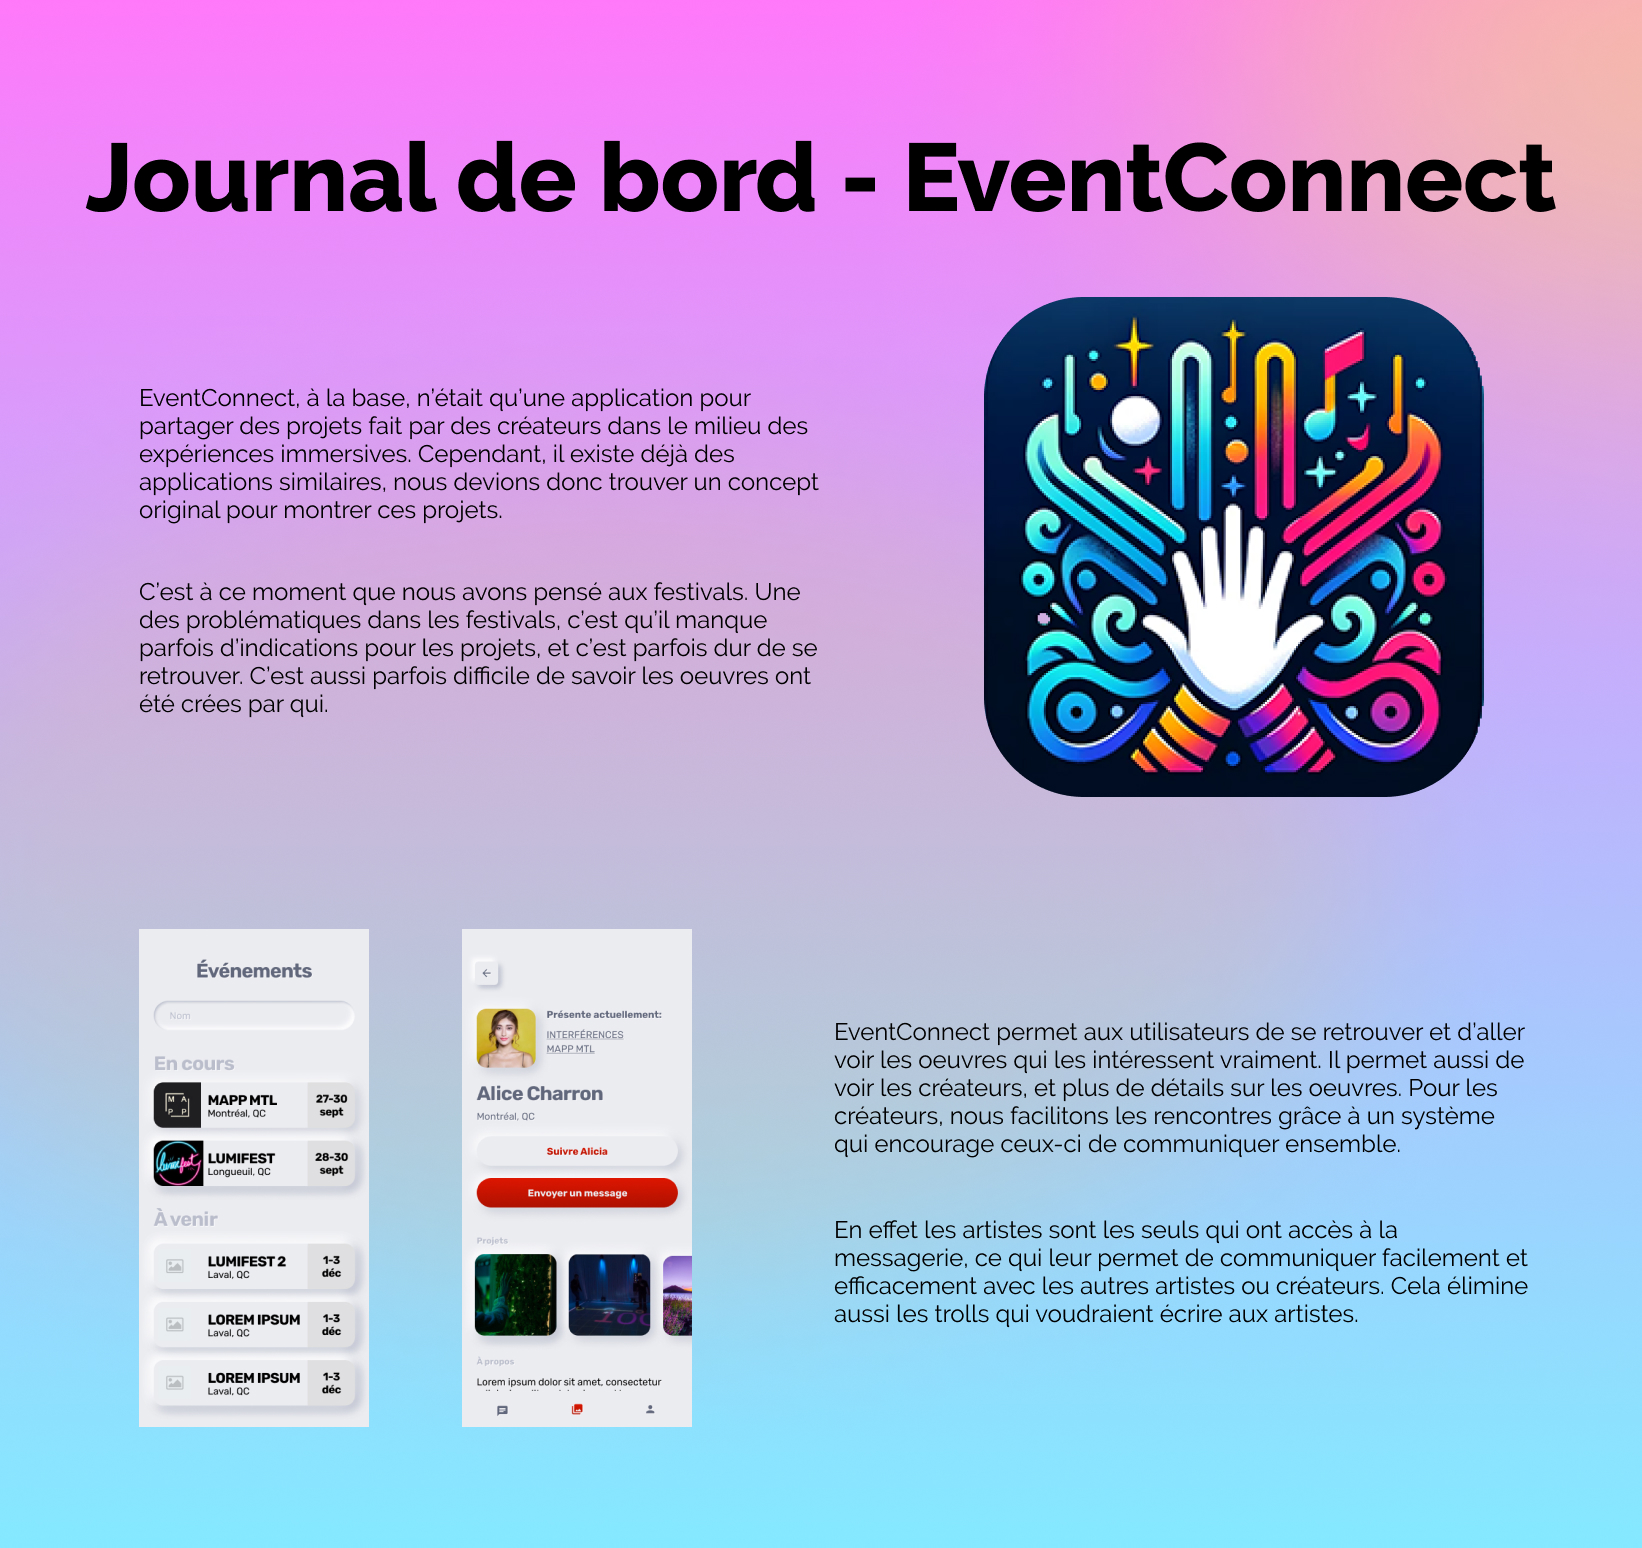 Journal de bord - EventConnect
EventConnect, à la base, n’était qu’une application pour
partager des projets fait par des créateurs dans le milieu des
expériences immersives. Cependant, il existe déjà des
applications similaires, nous devions donc trouver un concept
original pour montrer ces projets.
C’est à ce moment que nous avons pensé aux festivals. Une
des problématiques dans les festivals, c’est qu’il manque
parfois d’indications pour les projets, et c’est parfois dur de se
retrouver. C’est aussi parfois difficile de savoir les oeuvres ont
été crées par qui.
Événements
Nom
En cours
M A
P P
MAPP MTL
Montréal, QC
27-30
sept
lumifest
LUMIFEST
Longueuil, QC
28-30
sept
À venir
LUMIFEST 2
Laval, QC
1-3
déc
LOREM IPSUM
Laval, QC
1-3
déc
LOREM IPSUM
Laval, QC
1-3
déc
Présente actuellement:
INTERFÉRENCES
MAPP MTL
Alice Charron
Montréal, QC
Suivre Alicia
Envoyer un message
Projets
À propos
Lorem ipsum dolor sit amet, consectetur
EventConnect permet aux utilisateurs de se retrouver et d’aller
voir les oeuvres qui les intéressent vraiment. Il permet aussi de
voir les créateurs, et plus de détails sur les oeuvres. Pour les
créateurs, nous facilitons les rencontres grâce à un système
qui encourage ceux-ci de communiquer ensemble.
En effet les artistes sont les seuls qui ont accès à la
messagerie, ce qui leur permet de communiquer facilement et
efficacement avec les autres artistes ou créateurs. Cela élimine
aussi les trolls qui voudraient écrire aux artistes.